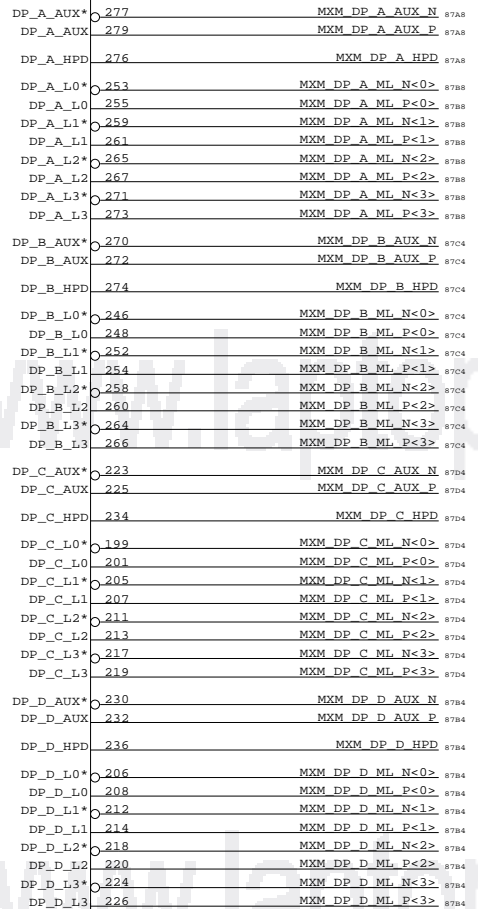 DP_A_AUX* 277 MXM_DP_A_AUX_N 87A8
DP_A_AUX 279 MXM_DP_A_AUX_P 87A8
DP_A_HPD 276 MXM_DP_A_HPD 87A8
DP_A_L0* 253 MXM_DP_A_ML_N<0> 87B8
DP_A_L0 255 MXM_DP_A_ML_P<0> 87B8
DP_A_L1* 259 MXM_DP_A_ML_N<1> 87B8
DP_A_L1 261 MXM_DP_A_ML_P<1> 87B8
DP_A_L2* 265 MXM_DP_A_ML_N<2> 87B8
DP_A_L2 267 MXM_DP_A_ML_P<2> 87B8
DP_A_L3* 271 MXM_DP_A_ML_N<3> 87B8
DP_A_L3 273 MXM_DP_A_ML_P<3> 87B8
DP_B_AUX* 270 MXM_DP_B_AUX_N 87C4
DP_B_AUX 272 MXM_DP_B_AUX_P 87C4
DP_B_HPD 274 MXM_DP_B_HPD 87C4
DP_B_L0* 246 MXM_DP_B_ML_N<0> 87C4
DP_B_L0 248 MXM_DP_B_ML_P<0> 87C4
DP_B_L1* 252 MXM_DP_B_ML_N<1> 87C4
DP_B_L1 254 MXM_DP_B_ML_P<1> 87C4
DP_B_L2* 258 MXM_DP_B_ML_N<2> 87C4
DP_B_L2 260 MXM_DP_B_ML_P<2> 87C4
DP_B_L3* 264 MXM_DP_B_ML_N<3> 87C4
DP_B_L3 266 MXM_DP_B_ML_P<3> 87C4
DP_C_AUX* 223 MXM_DP_C_AUX_N 87D4
DP_C_AUX 225 MXM_DP_C_AUX_P 87D4
DP_C_HPD 234 MXM_DP_C_HPD 87D4
DP_C_L0* 199 MXM_DP_C_ML_N<0> 87D4
DP_C_L0 201 MXM_DP_C_ML_P<0> 87D4
DP_C_L1* 205 MXM_DP_C_ML_N<1> 87D4
DP_C_L1 207 MXM_DP_C_ML_P<1> 87D4
DP_C_L2* 211 MXM_DP_C_ML_N<2> 87D4
DP_C_L2 213 MXM_DP_C_ML_P<2> 87D4
DP_C_L3* 217 MXM_DP_C_ML_N<3> 87D4
DP_C_L3 219 MXM_DP_C_ML_P<3> 87D4
DP_D_AUX* 230 MXM_DP_D_AUX_N 87B4
DP_D_AUX 232 MXM_DP_D_AUX_P 87B4
DP_D_HPD 236 MXM_DP_D_HPD 87B4
DP_D_L0* 206 MXM_DP_D_ML_N<0> 87B4
DP_D_L0 208 MXM_DP_D_ML_P<0> 87B4
DP_D_L1* 212 MXM_DP_D_ML_N<1> 87B4
DP_D_L1 214 MXM_DP_D_ML_P<1> 87B4
DP_D_L2* 218 MXM_DP_D_ML_N<2> 87B4
DP_D_L2 220 MXM_DP_D_ML_P<2> 87B4
DP_D_L3* 224 MXM_DP_D_ML_N<3> 87B4
DP_D_L3 226 MXM_DP_D_ML_P<3> 87B4